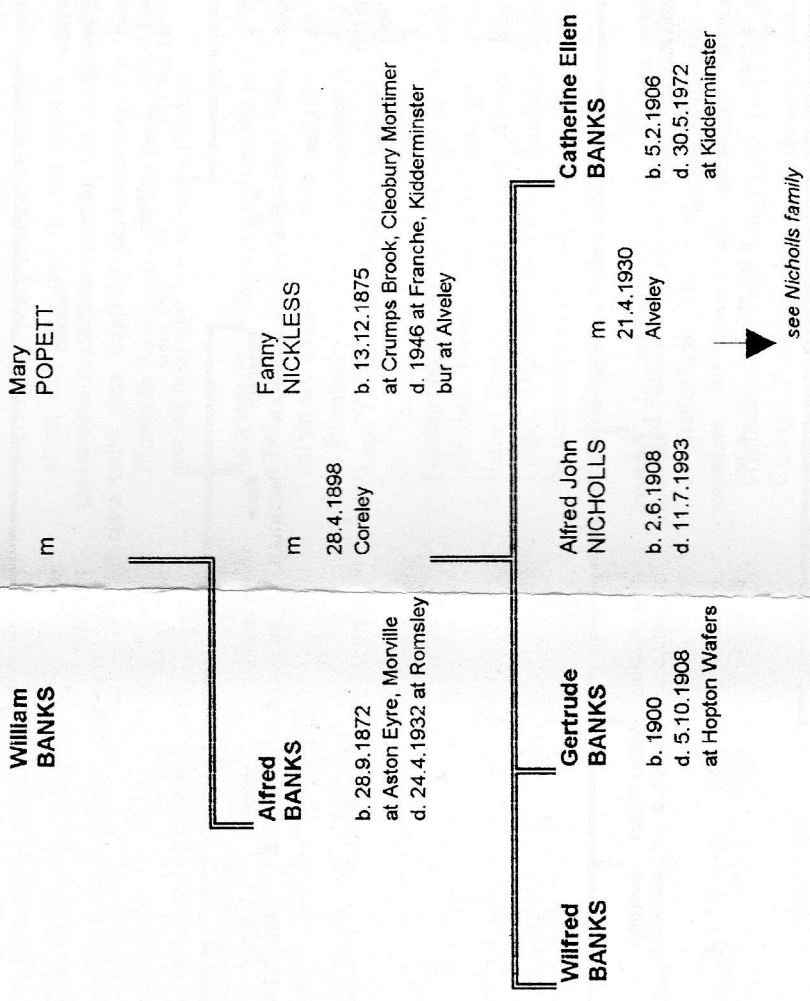 William
BANKS
m
Mary
POPETT
Alfred
BANKS
b. 28.9.1872
at Aston Eyre, Morville
d. 24.4.1932 at Romsley
m
28.4.1898
Coreley
Fanny
NICKLESS
b. 13.12.1875
at Crumps Brook, Cleobury Mortimer
d. 1946 at Franche, Kidderminster
bur at Alveley
Wilfred
BANKS
Gertrude
BANKS
b. 1900
d. 5.10.1908
at Hopton Wafers
Alfred John
NICHOLLS
b. 2.6.1908
d. 11.7.1993
m
21.4.1930
Alveley
Catherine Ellen
BANKS
b. 5.2.1906
d. 30.5.1972
at Kidderminster
see Nicholls family